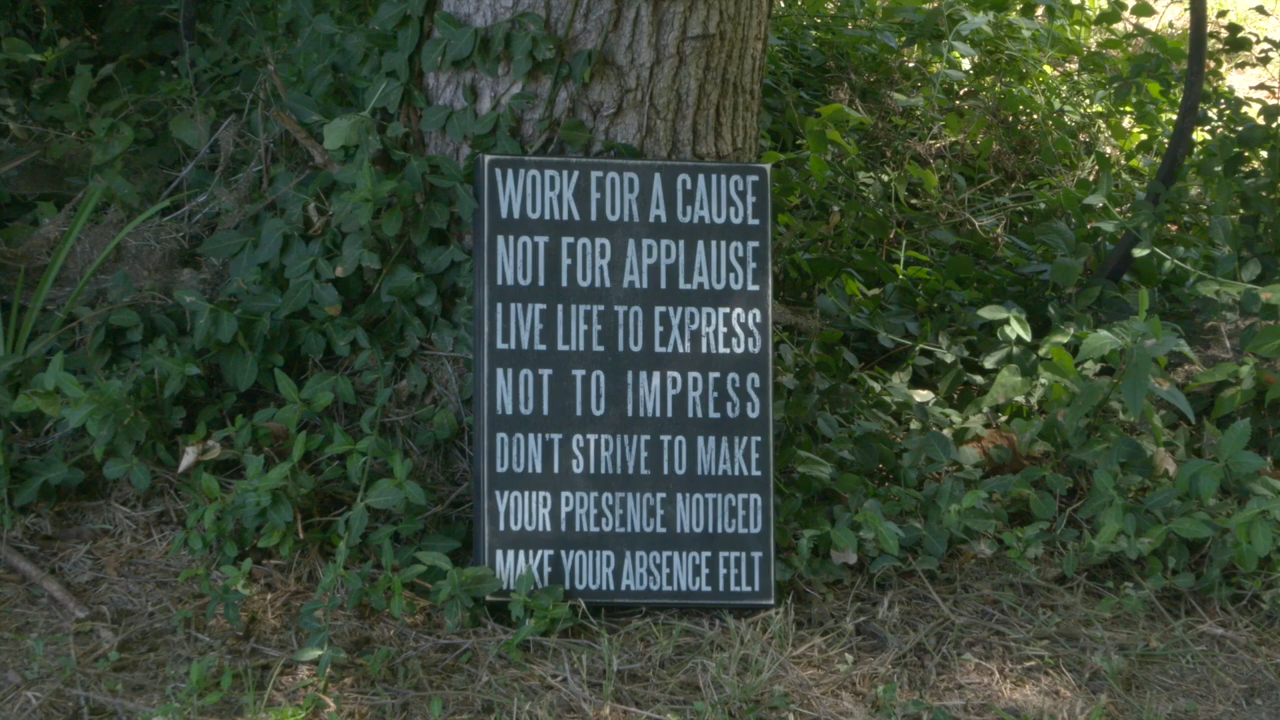 WORK FOR A CAUSE
NOT FOR APPLAUSE
LIVE LIFE TO EXPRESS
NOT TO IMPRESS
DON'T STRIVE TO MAKE
YOUR PRESENCE NOTICED
MAKE YOUR ABSENCE FELT